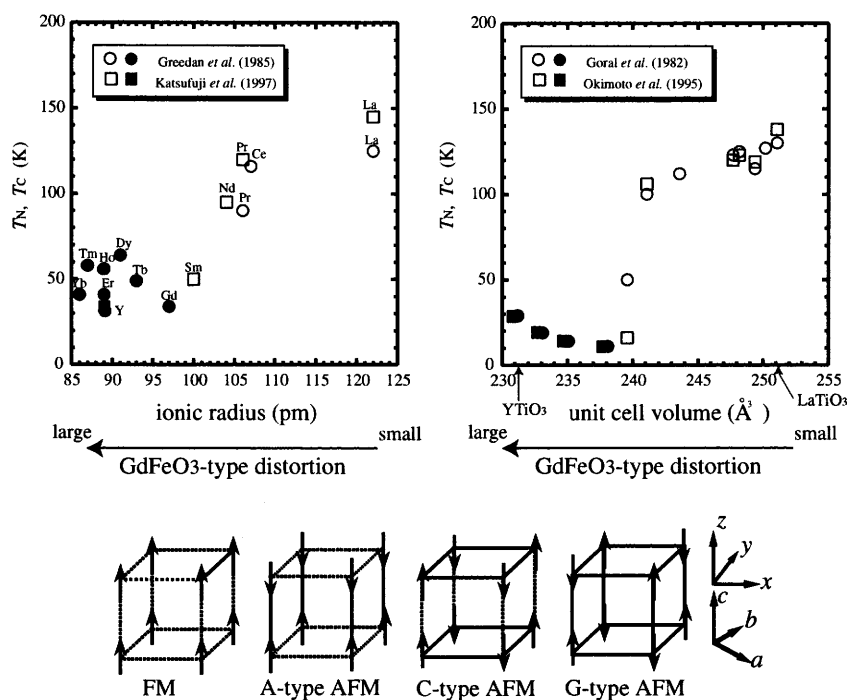 200
150
100
50
0
TN, TC (K)
Greedan et al. (1985)
Katsufuji et al. (1997)
La
La
Pr
Ce
Nd
Pr
Dy
Tm
Ho
Tb
Sm
Yb
Er
Gd
Y
85 90 95 100 105 110 115 120 125
ionic radius (pm)
large small
GdFeO3-type distortion
200
150
100
50
0
TN, TC (K)
Goral et al. (1982)
Okimoto et al. (1995)
230 235 240 245 250 255
YTiO3 unit cell volume (Å3) LaTiO3
large small
GdFeO3-type distortion
z
y
x
c
b
a
FM A-type AFM C-type AFM G-type AFM